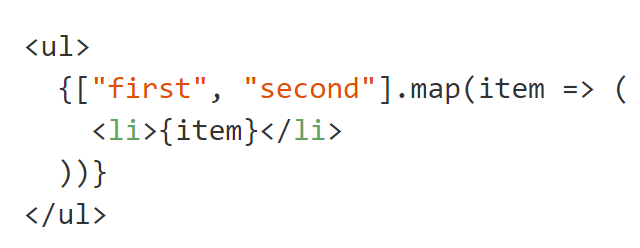 <ul>
  {["first", "second"].map(item => (
    <li>{item}</li>
  ))}
</ul>